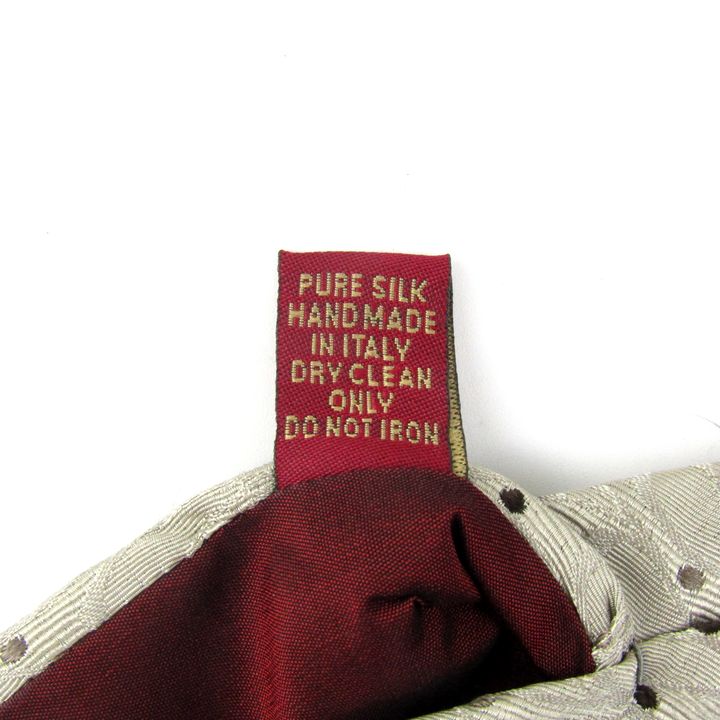 PURE SILK
HANDMADE
IN ITALY
DRY CLEAN
ONLY
DO NOT IRON